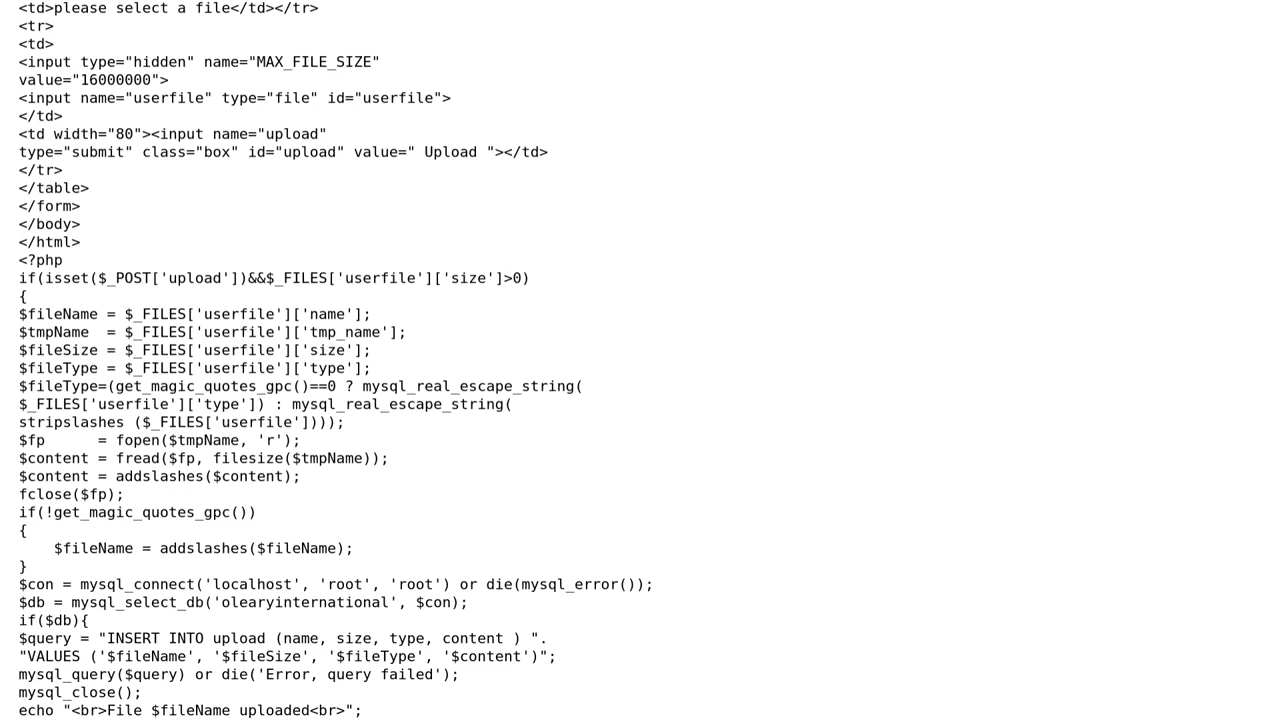 <td>please select a file</td></tr>
<tr>
<td>
<input type="hidden" name="MAX_FILE_SIZE"
value="16000000">
<input name="userfile" type="file" id="userfile">
</td>
<td width="80"><input name="upload"
type="submit" class="box" id="upload" value=" Upload "></td>
</tr>
</table>
</form>
</body>
</html>
<?php
if(isset($_POST['upload'])&&$_FILES['userfile']['size']>0)
{
$fileName = $_FILES['userfile']['name'];
$tmpName  = $_FILES['userfile']['tmp_name'];
$fileSize = $_FILES['userfile']['size'];
$fileType = $_FILES['userfile']['type'];
$fileType=(get_magic_quotes_gpc()==0 ? mysql_real_escape_string(
$_FILES['userfile']['type']) : mysql_real_escape_string(
stripslashes ($_FILES['userfile'])));
$fp      = fopen($tmpName, 'r');
$content = fread($fp, filesize($tmpName));
$content = addslashes($content);
fclose($fp);
if(!get_magic_quotes_gpc())
{
    $fileName = addslashes($fileName);
}
$con = mysql_connect('localhost', 'root', 'root') or die(mysql_error());
$db = mysql_select_db('olearyinternational', $con);
if($db){
$query = "INSERT INTO upload (name, size, type, content ) ".
"VALUES ('$fileName', '$fileSize', '$fileType', '$content')";
mysql_query($query) or die('Error, query failed');
mysql_close();
echo "<br>File $fileName uploaded<br>";